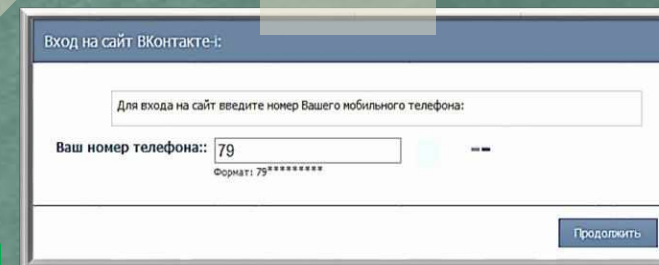 Вход на сайт ВКонтакте-i:
Для входа на сайт введите номер Вашего мобильного телефона:
Ваш номер телефона:: 79
Формат: 79*********
Продолжить